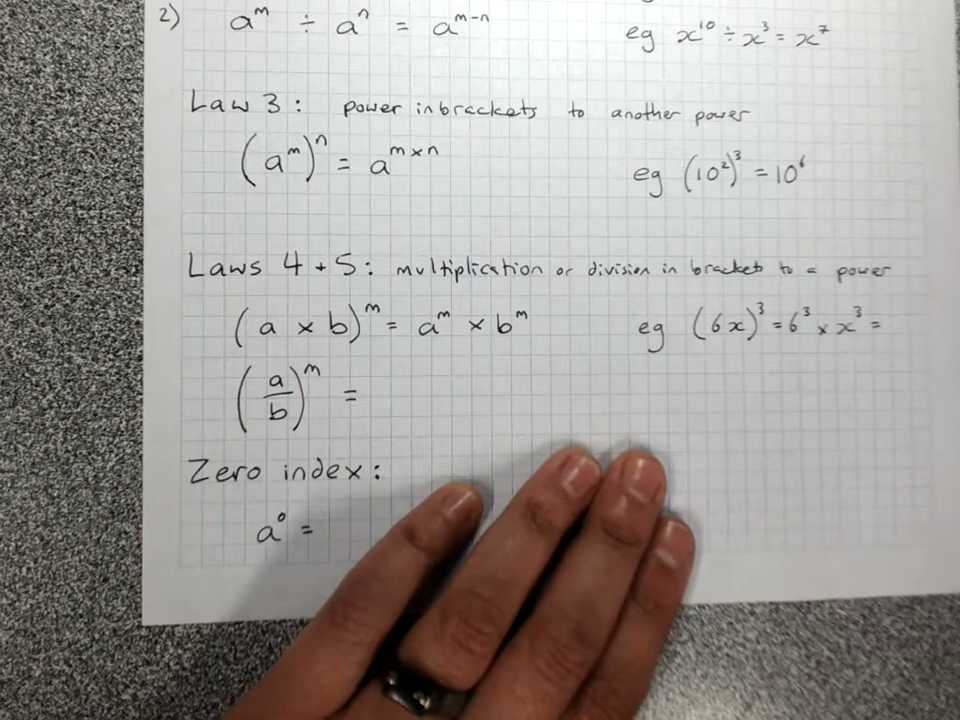 2) aᵐ ÷ aⁿ = aᵐ⁻ⁿ eg x¹⁰ ÷ x³ = x⁷
Law 3: power in brackets to another power
(aᵐ)ⁿ = aᵐˣⁿ eg (10²)³ = 10⁶
Laws 4 + 5: multiplication or division in brackets to a power
(a × b)ᵐ = aᵐ × bᵐ eg (6x)³ = 6³ × x³ =
(a/b)ᵐ =
Zero index:
a⁰ =